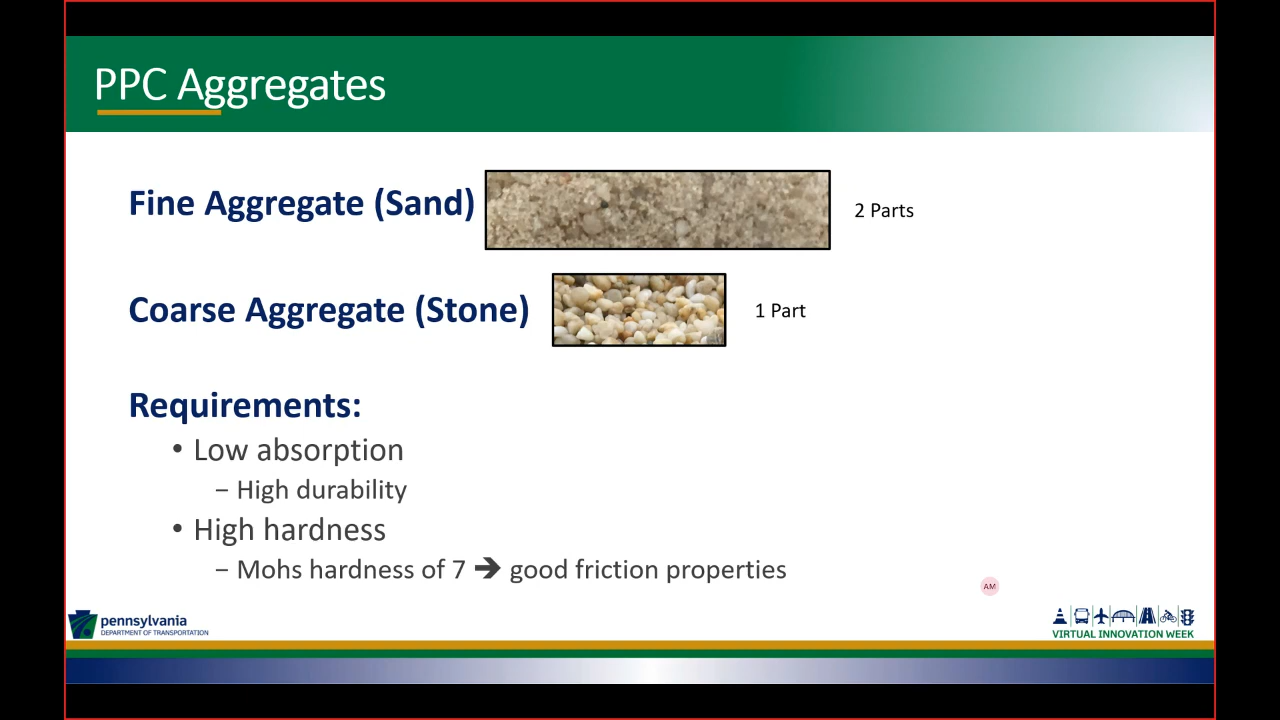 PPC Aggregates
Fine Aggregate (Sand)
2 Parts
Coarse Aggregate (Stone)
1 Part
Requirements:
• Low absorption
– High durability
• High hardness
– Mohs hardness of 7 ➔ good friction properties
AM
pennsylvania
DEPARTMENT OF TRANSPORTATION
VIRTUAL INNOVATION WEEK